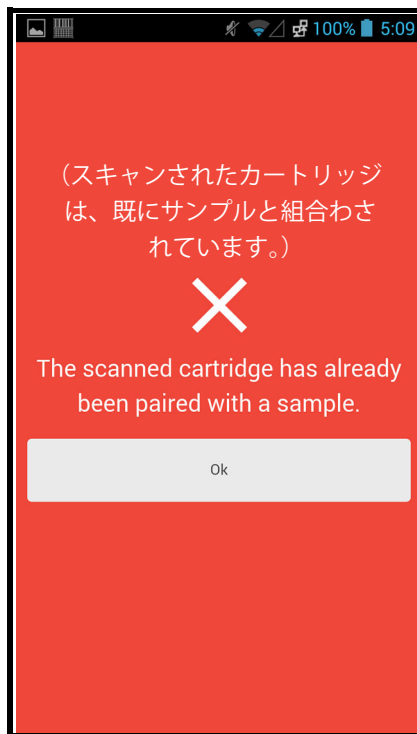 100% 5:09
（スキャンされたカートリッジ
は、既にサンプルと組合わさ
れています。）
The scanned cartridge has already
been paired with a sample.
Ok